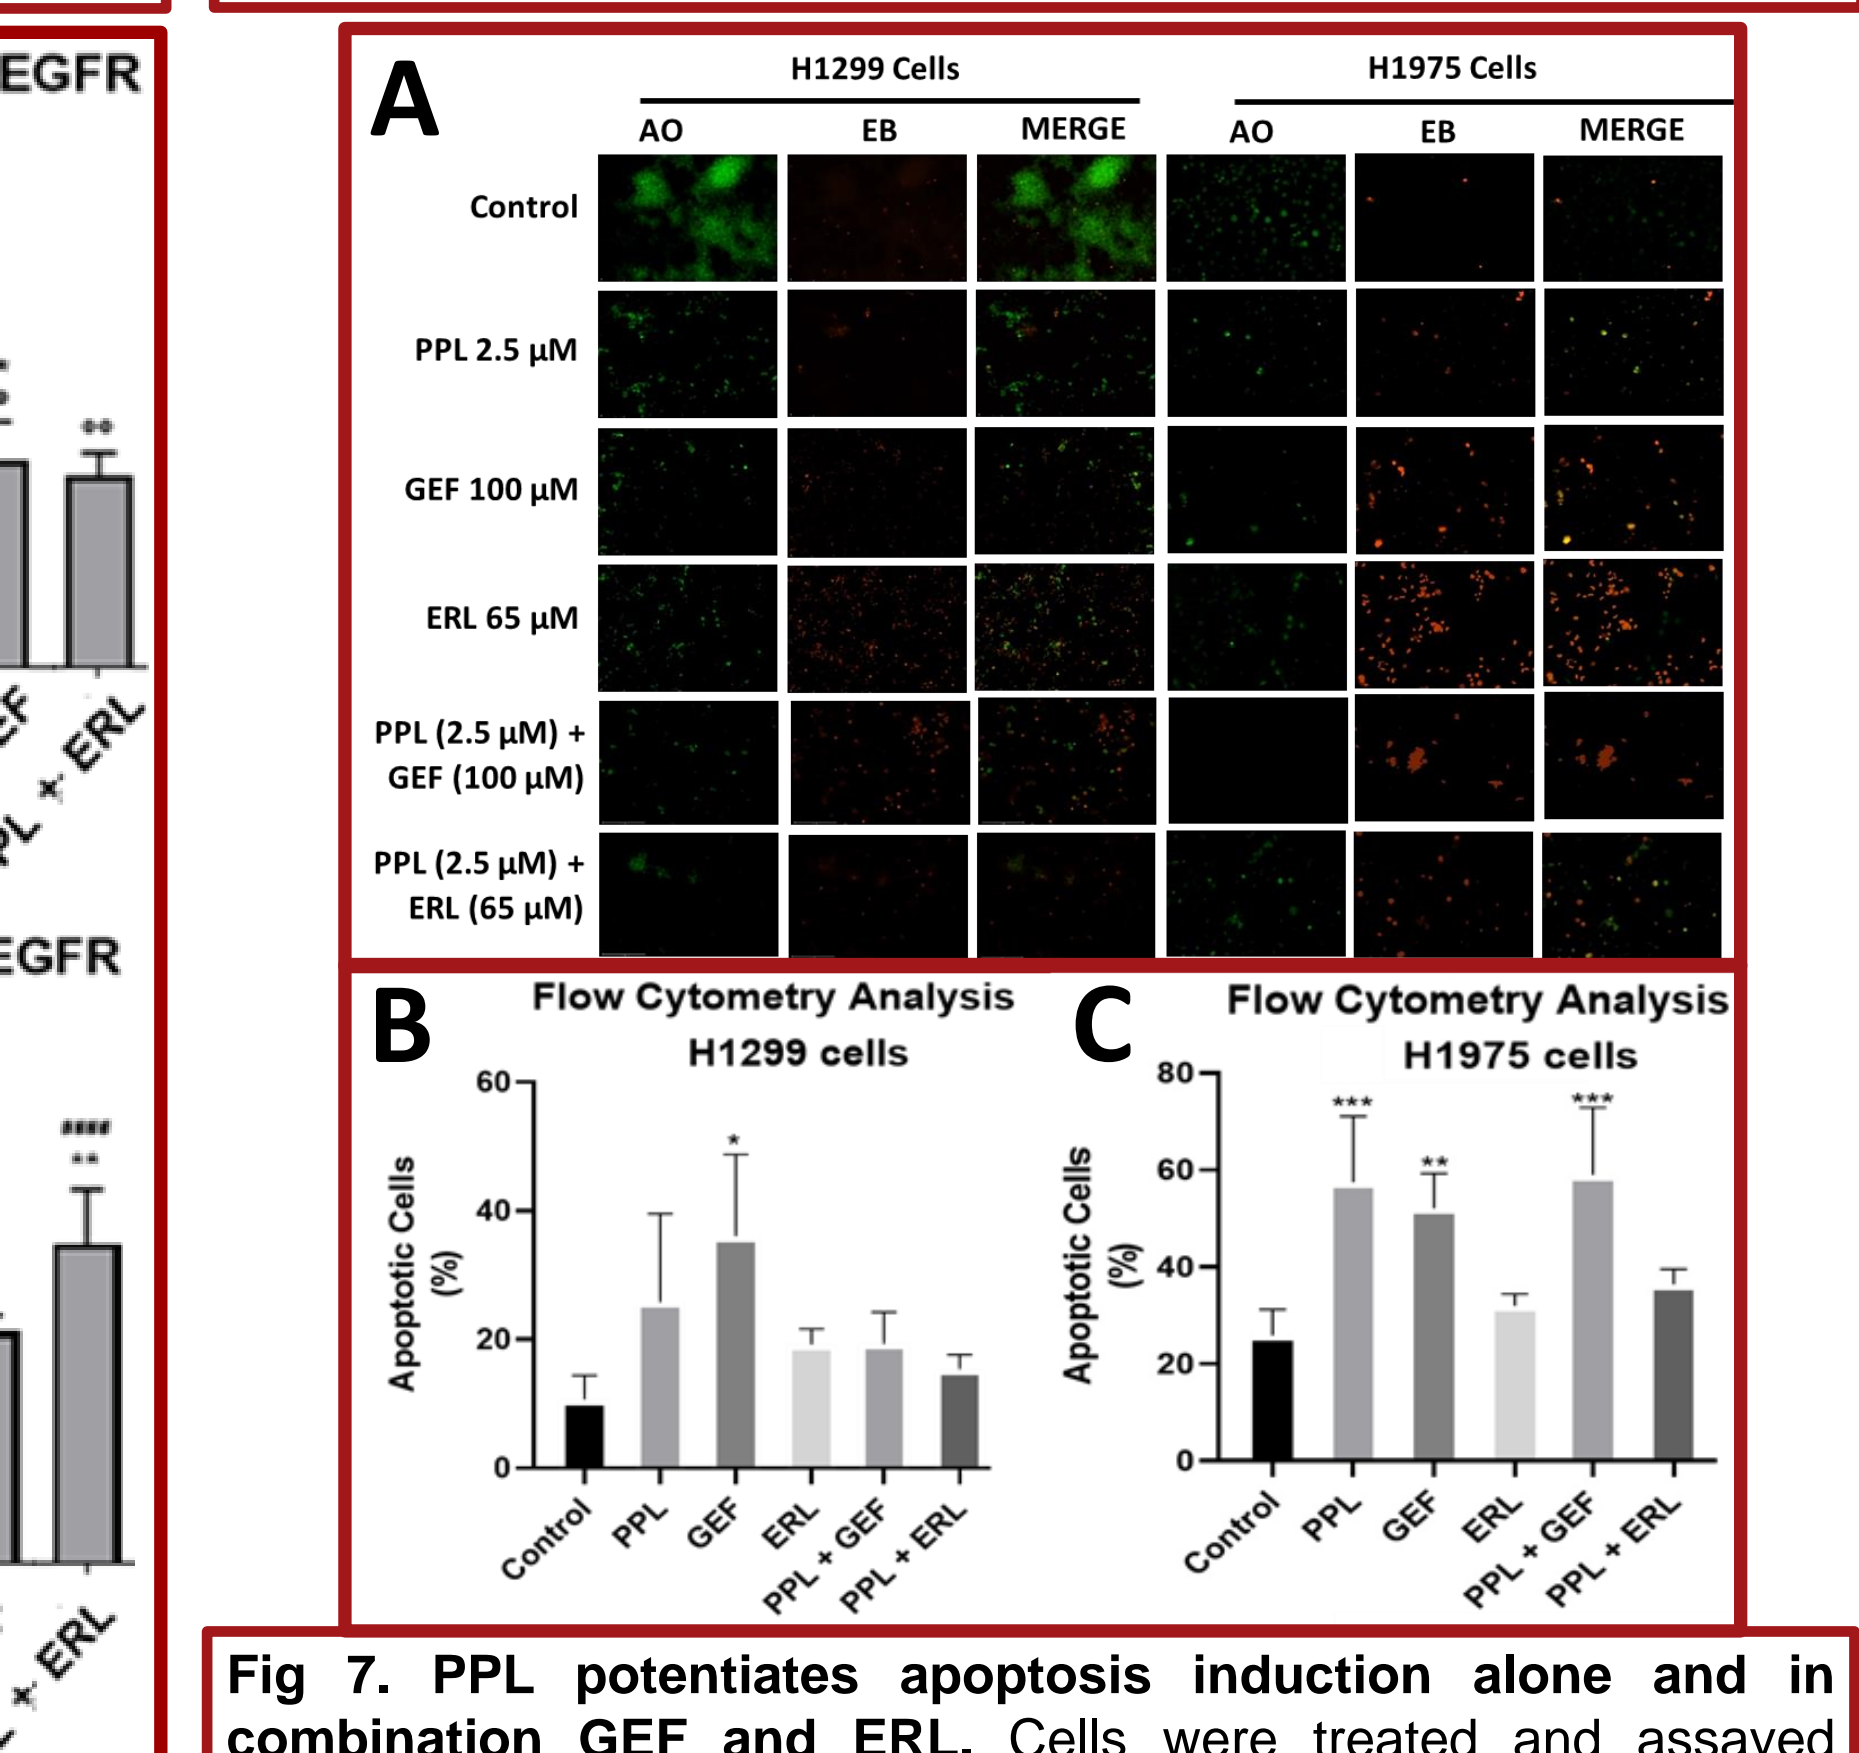 EGFR
**
ERL
EGFR
**
ERL
A
H1299 Cells
H1975 Cells
AO
EB
MERGE
AO
EB
MERGE
Control
PPL 2.5 µM
GEF 100 µM
ERL 65 µM
PPL (2.5 µM) +
GEF (100 µM)
PPL (2.5 µM) +
ERL (65 µM)
B
Flow Cytometry Analysis
H1299 cells
Apoptotic Cells
(%)
60
40
20
0
*
Control
PPL
GEF
ERL
PPL + GEF
PPL + ERL
C
Flow Cytometry Analysis
H1975 cells
Apoptotic Cells
(%)
80
60
40
20
0
***
**
***
Control
PPL
GEF
ERL
PPL + GEF
PPL + ERL
Fig 7. PPL potentiates apoptosis induction alone and in
combination GEF and ERL. Cells were treated and assayed